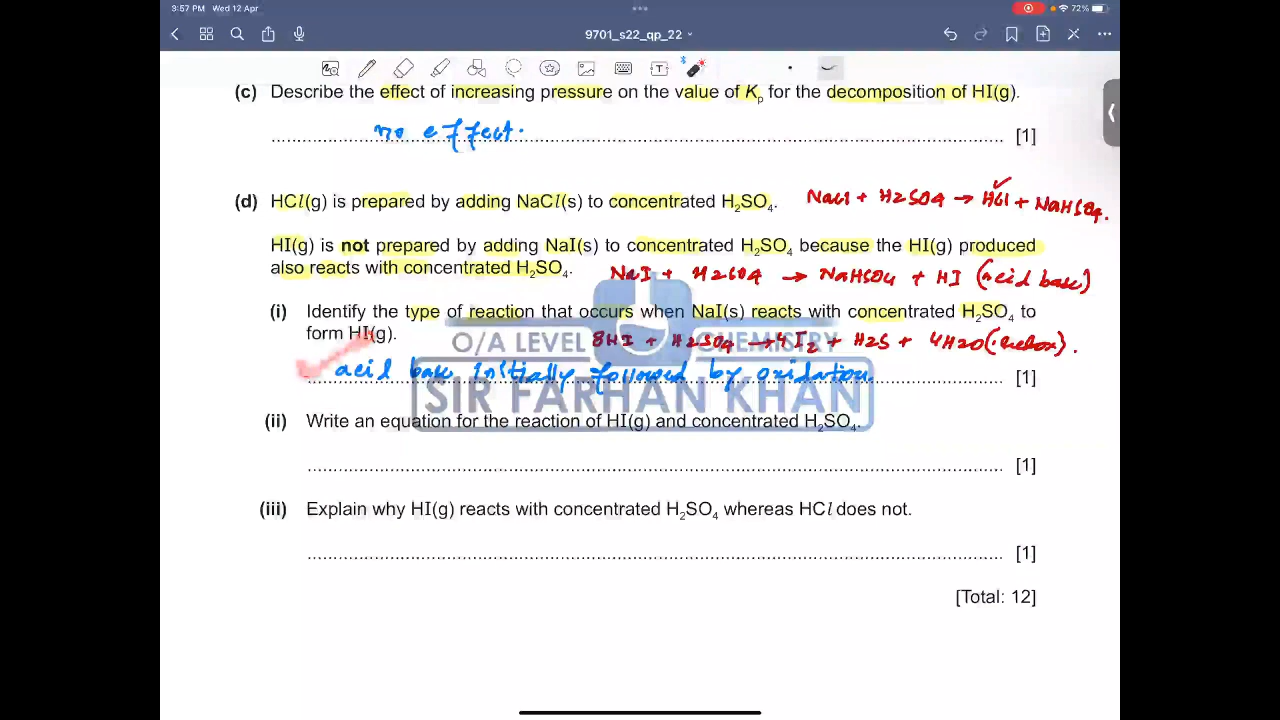 3:57 PM Wed 12 Apr
72%
9701_s22_qp_22
(c) Describe the effect of increasing pressure on the value of Kp for the decomposition of HI(g).
no effect. [1]
(d) HCl(g) is prepared by adding NaCl(s) to concentrated H2SO4. NaCl + H2SO4 → HCl + NaHSO4.
HI(g) is not prepared by adding NaI(s) to concentrated H2SO4 because the HI(g) produced
also reacts with concentrated H2SO4. NaI + H2SO4 → NaHSO4 + HI (acid base)
(i) Identify the type of reaction that occurs when NaI(s) reacts with concentrated H2SO4 to
form HI(g). 8HI + H2SO4 → 4I2 + H2S + 4H2O (redox).
O/A LEVEL CHEMISTRY
acid base initially followed by oxidation. [1]
SIR FARHAN KHAN
(ii) Write an equation for the reaction of HI(g) and concentrated H2SO4.
[1]
(iii) Explain why HI(g) reacts with concentrated H2SO4 whereas HCl does not.
[1]
[Total: 12]